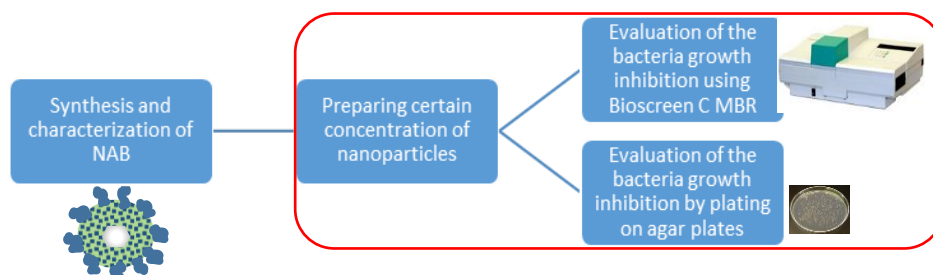 Synthesis and
characterization of
NAB
Preparing certain
concentration of
nanoparticles
Evaluation of the
bacteria growth
inhibition using
Bioscreen C MBR
Evaluation of the
bacteria growth
inhibition by plating
on agar plates